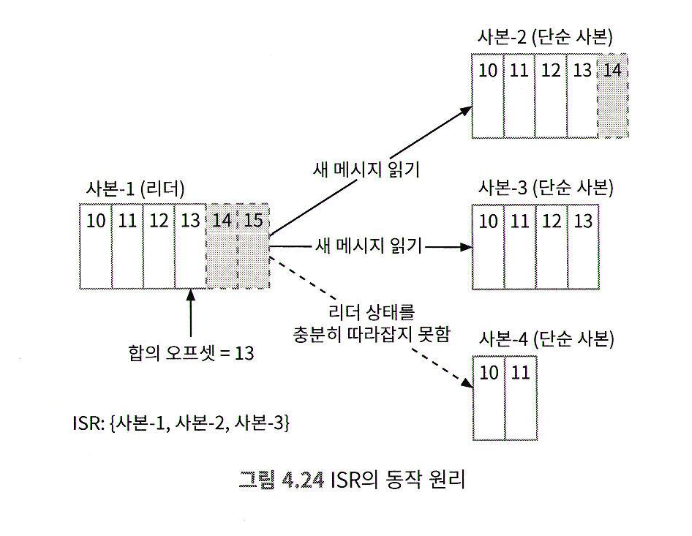 사본-2 (단순 사본)
10 11 12 13 14
새 메시지 읽기
사본-1 (리더)
10 11 12 13 14 15
사본-3 (단순 사본)
10 11 12 13
새 메시지 읽기
리더 상태를
충분히 따라잡지 못함
합의 오프셋 = 13
사본-4 (단순 사본)
10 11
ISR: {사본-1, 사본-2, 사본-3}
그림 4.24 ISR의 동작 원리